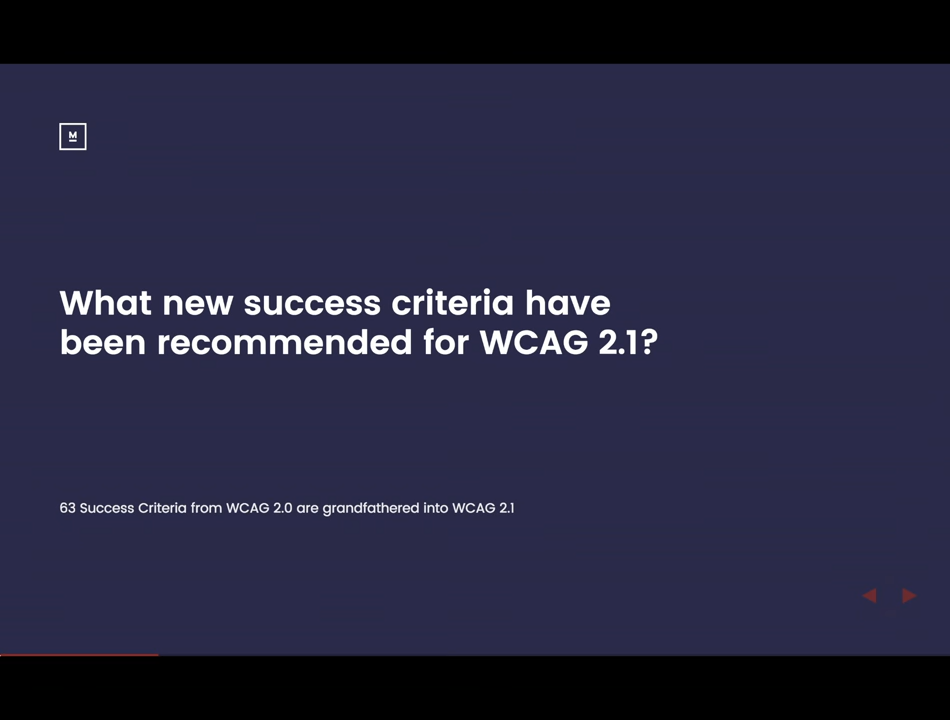 M
What new success criteria have
been recommended for WCAG 2.1?
63 Success Criteria from WCAG 2.0 are grandfathered into WCAG 2.1